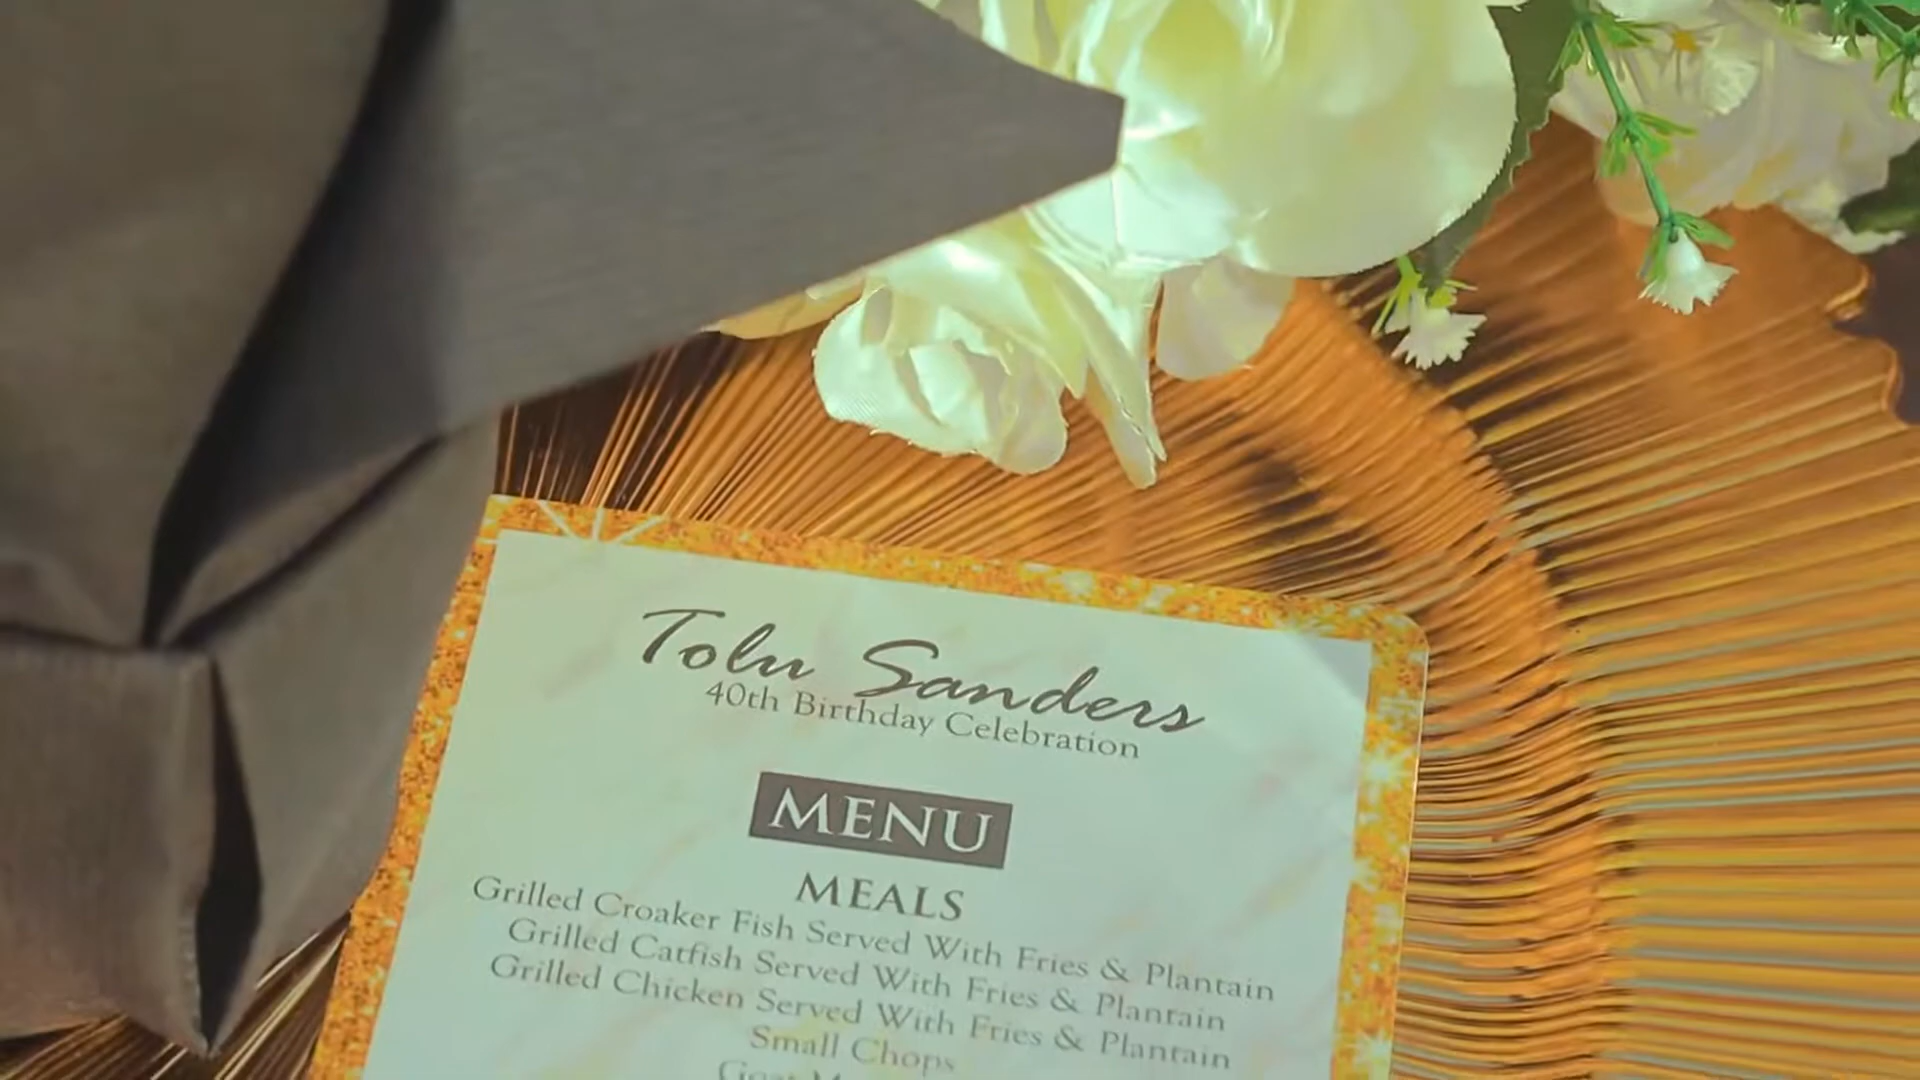 Tolu Sanders
40th Birthday Celebration
MENU
MEALS
Grilled Croaker Fish Served With Fries & Plantain
Grilled Catfish Served With Fries & Plantain
Grilled Chicken Served With Fries & Plantain
Small Chops